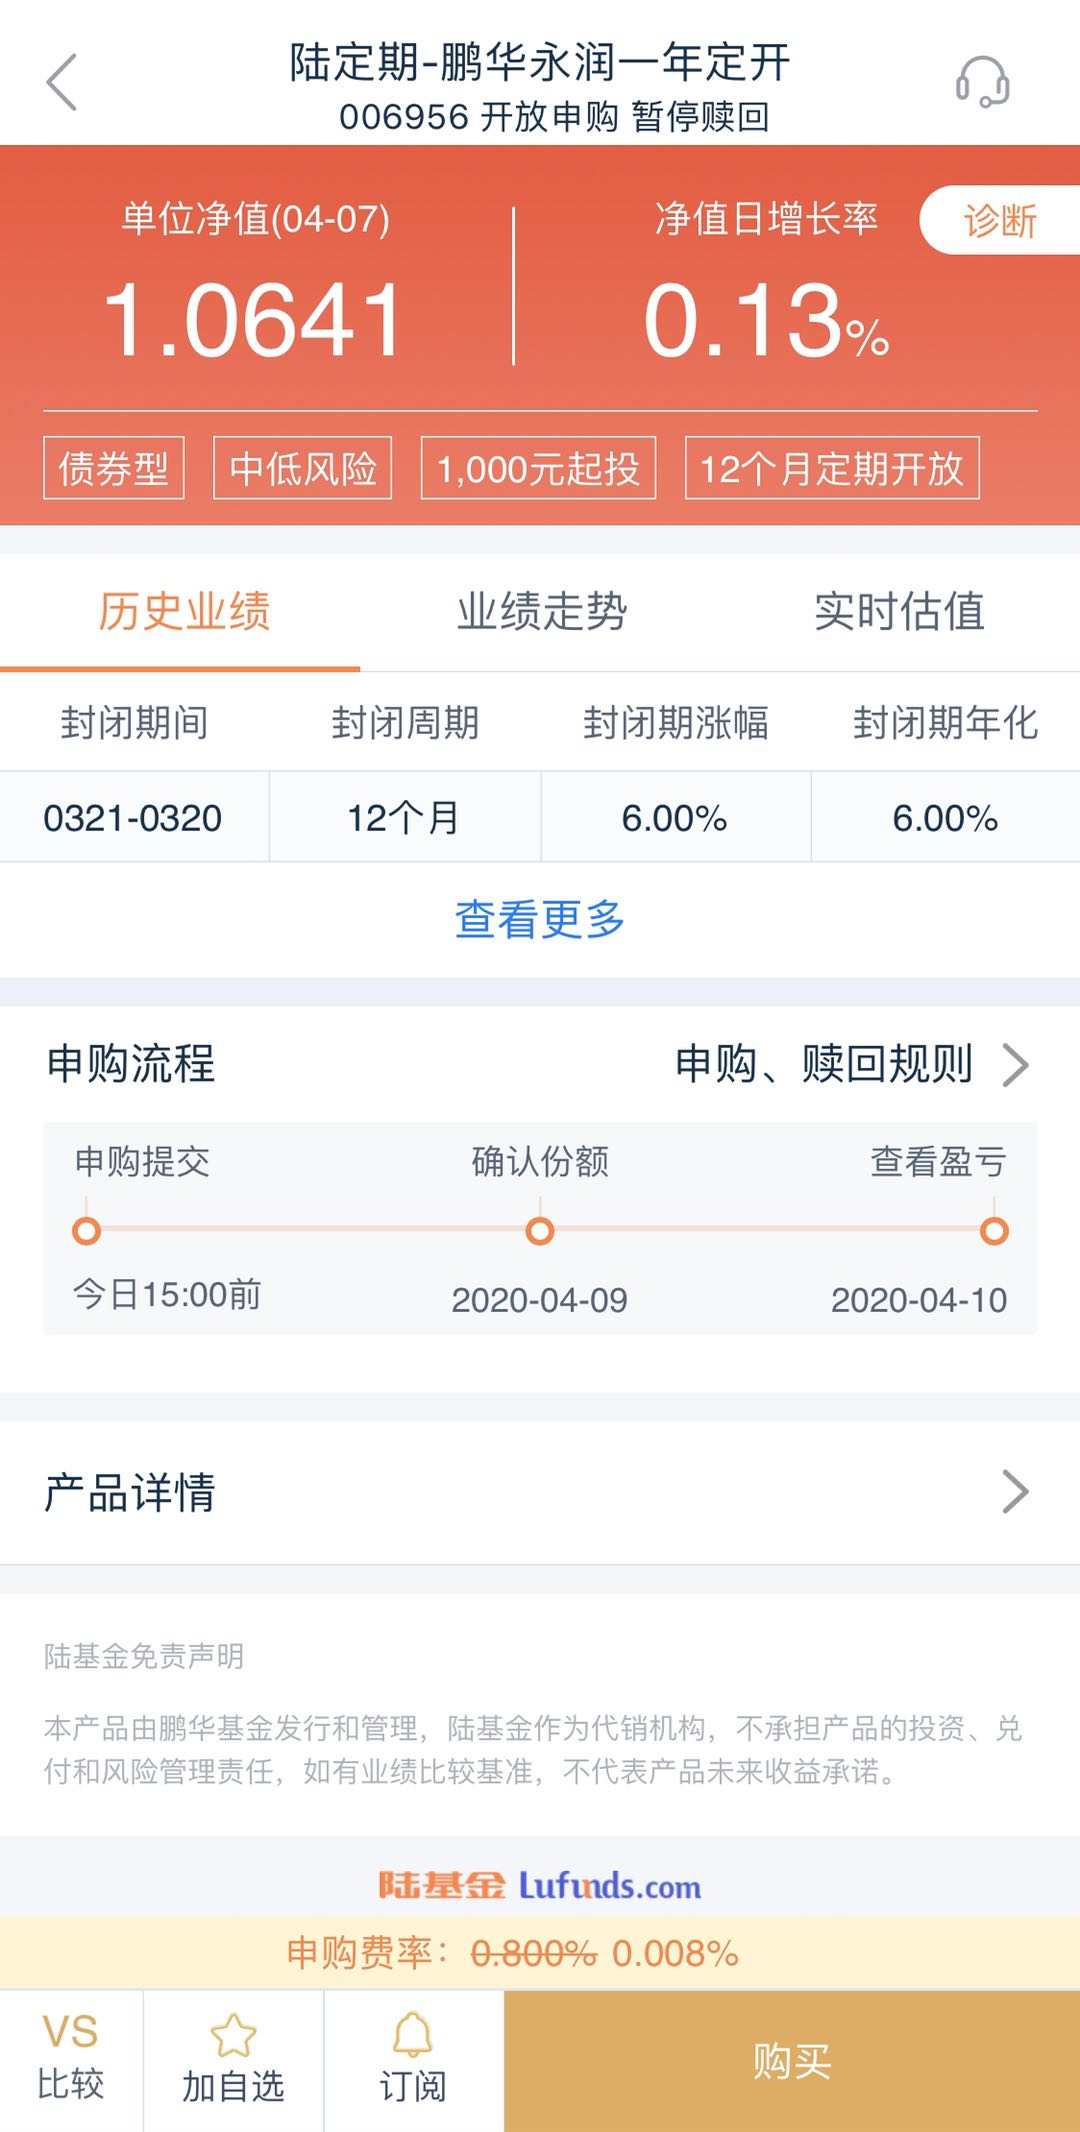 陆定期-鹏华永润一年定开
006956 开放申购 暂停赎回
单位净值(04-07)
净值日增长率
诊断
1.0641
0.13%
债券型
中低风险
1,000元起投
12个月定期开放
历史业绩
业绩走势
实时估值
封闭期间
封闭周期
封闭期涨幅
封闭期年化
0321-0320
12个月
6.00%
6.00%
查看更多
申购流程
申购、赎回规则
申购提交
确认份额
查看盈亏
今日15:00前
2020-04-09
2020-04-10
产品详情
陆基金免责声明
本产品由鹏华基金发行和管理，陆基金作为代销机构，不承担产品的投资、兑
付和风险管理责任，如有业绩比较基准，不代表产品未来收益承诺。
陆基金 Lufunds.com
申购费率：0.800% 0.008%
VS
比较
加自选
订阅
购买